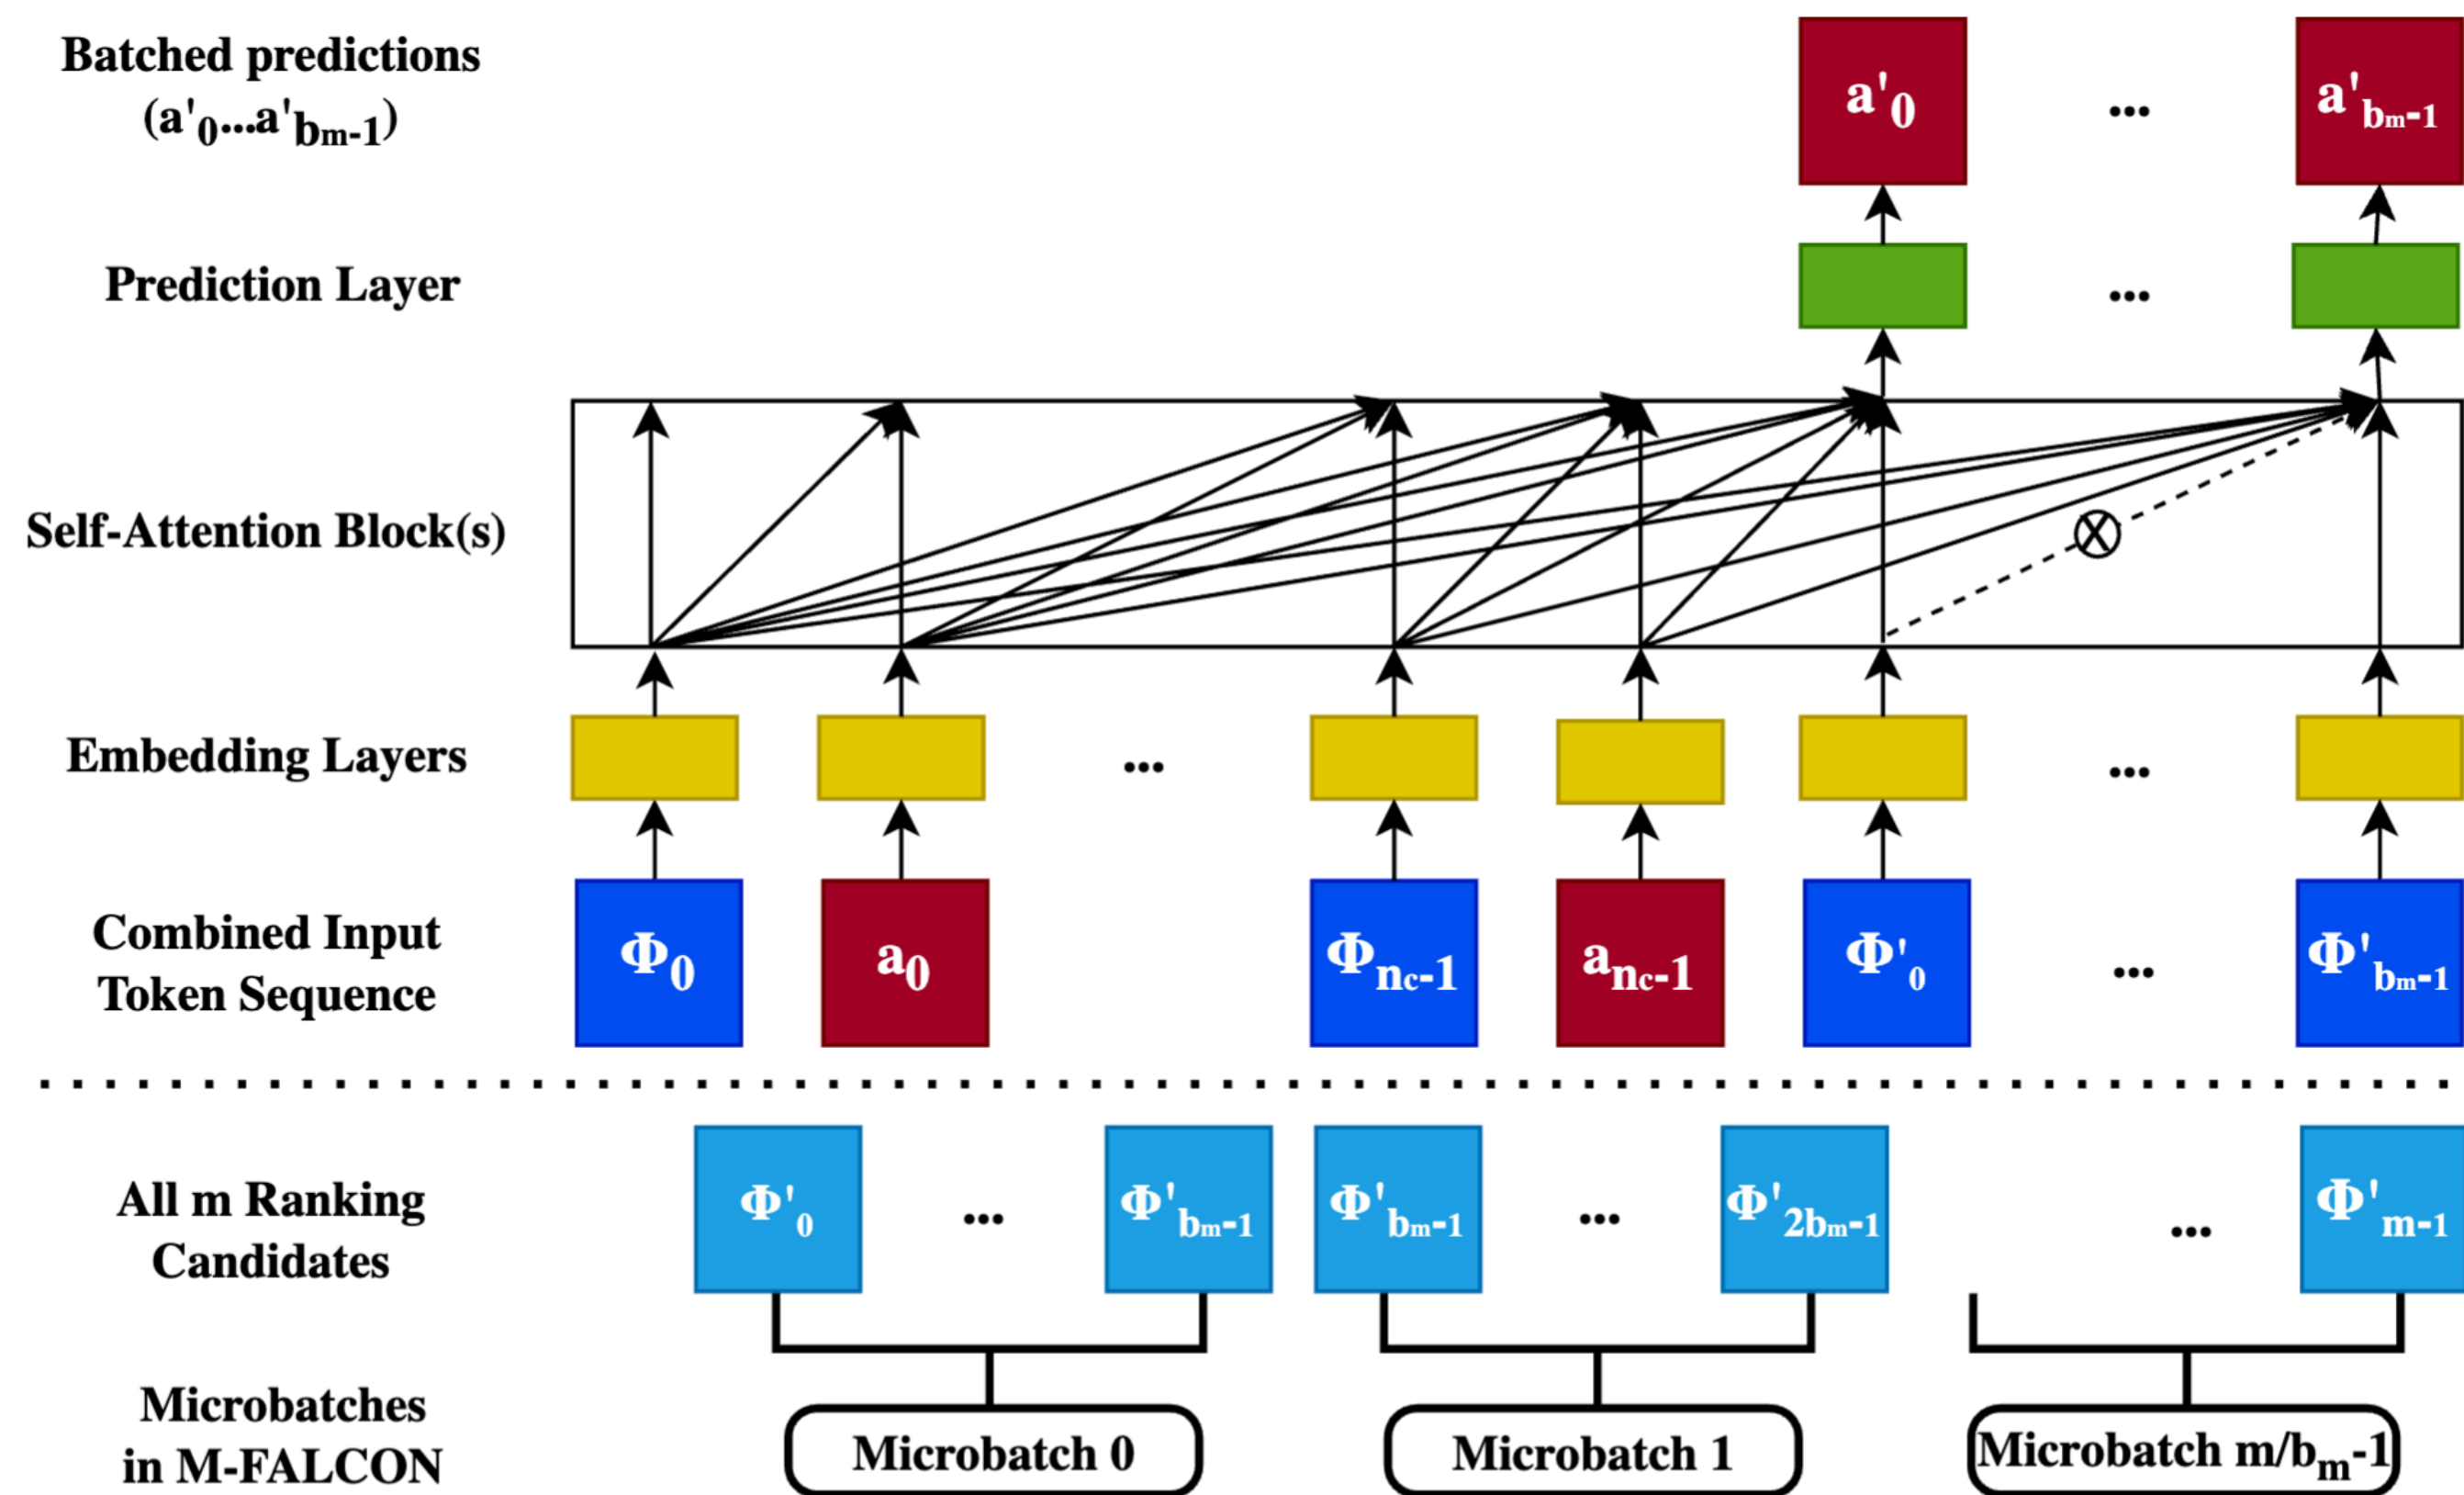 Batched predictions
(a'0...a'bm-1)
a'0
...
a'bm-1
Prediction Layer
...
Self-Attention Block(s)
X
Embedding Layers
...
...
Combined Input
Token Sequence
Φ0
a0
Φnc-1
anc-1
Φ'0
...
Φ'bm-1
All m Ranking
Candidates
Φ'0
...
Φ'bm-1
Φ'bm-1
...
Φ'2bm-1
...
Φ'm-1
Microbatches
in M-FALCON
Microbatch 0
Microbatch 1
Microbatch m/bm-1